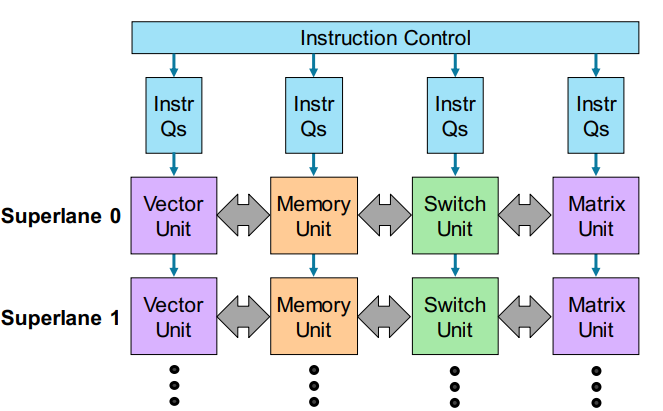 Instruction Control
Instr
Qs
Instr
Qs
Instr
Qs
Instr
Qs
Superlane 0
Vector
Unit
Memory
Unit
Switch
Unit
Matrix
Unit
Superlane 1
Vector
Unit
Memory
Unit
Switch
Unit
Matrix
Unit